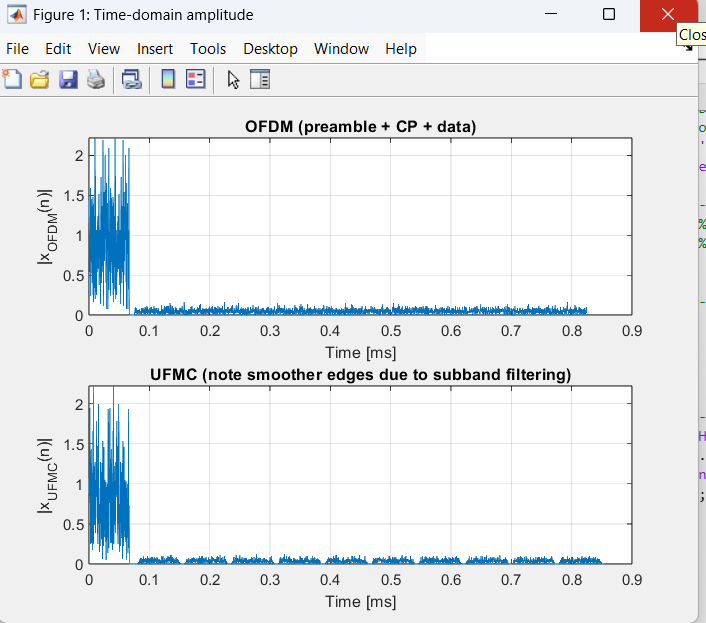 Figure 1: Time-domain amplitude
Clos
File Edit View Insert Tools Desktop Window Help
OFDM (preamble + CP + data)
|x_OFDM(n)|
2
1.5
1
0.5
0
0 0.1 0.2 0.3 0.4 0.5 0.6 0.7 0.8 0.9
Time [ms]
UFMC (note smoother edges due to subband filtering)
|x_UFMC(n)|
2
1.5
1
0.5
0
0 0.1 0.2 0.3 0.4 0.5 0.6 0.7 0.8 0.9
Time [ms]